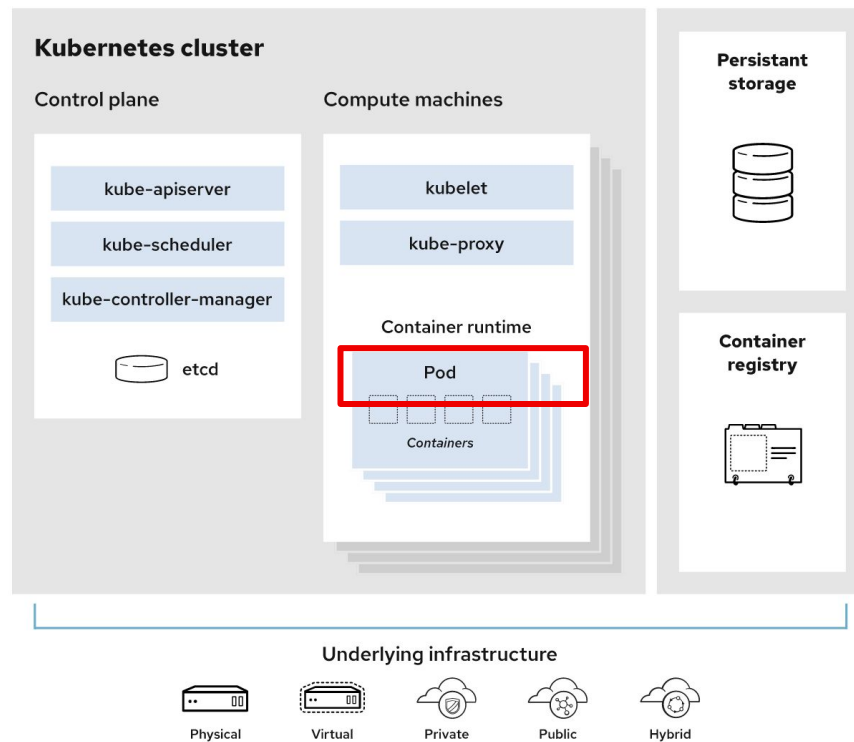 Kubernetes cluster
Control plane
kube-apiserver
kube-scheduler
kube-controller-manager
etcd
Compute machines
kubelet
kube-proxy
Container runtime
Pod
Containers
Persistant
storage
Container
registry
Underlying infrastructure
Physical
Virtual
Private
Public
Hybrid